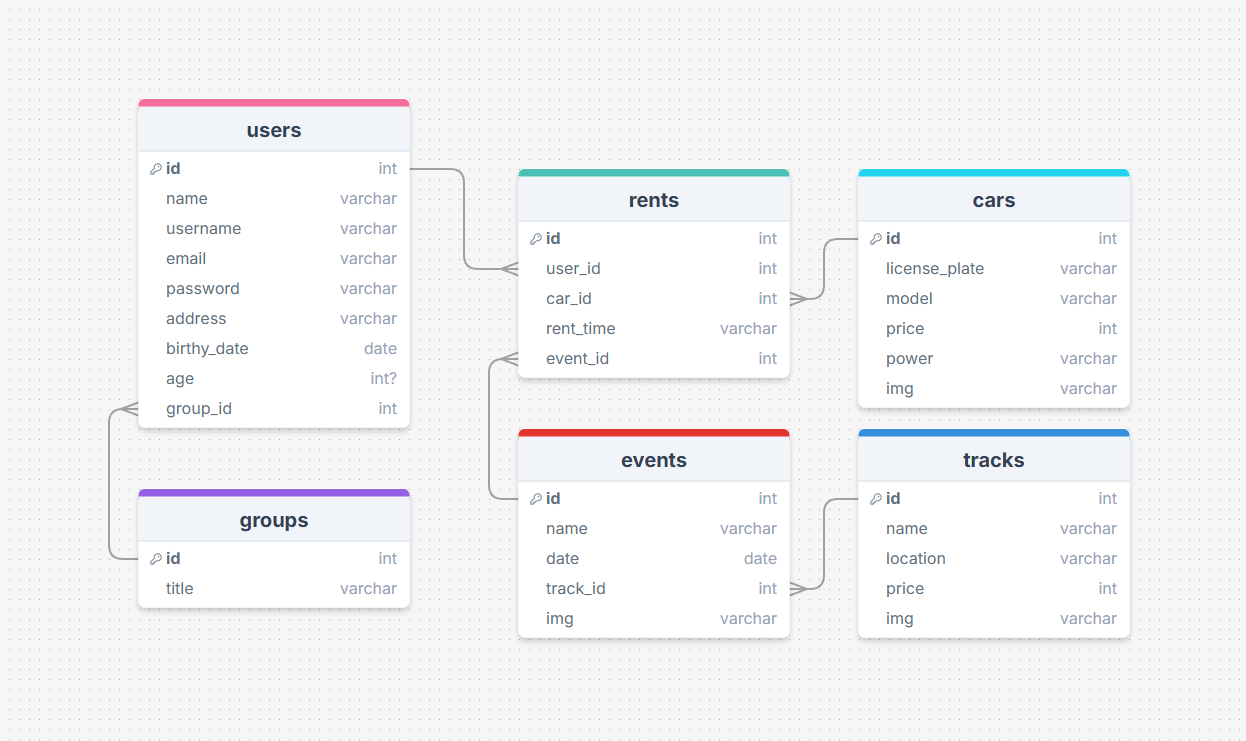 users
id int
name varchar
username varchar
email varchar
password varchar
address varchar
birthy_date date
age int?
group_id int
groups
id int
title varchar
rents
id int
user_id int
car_id int
rent_time varchar
event_id int
events
id int
name varchar
date date
track_id int
img varchar
cars
id int
license_plate varchar
model varchar
price int
power varchar
img varchar
tracks
id int
name varchar
location varchar
price int
img varchar